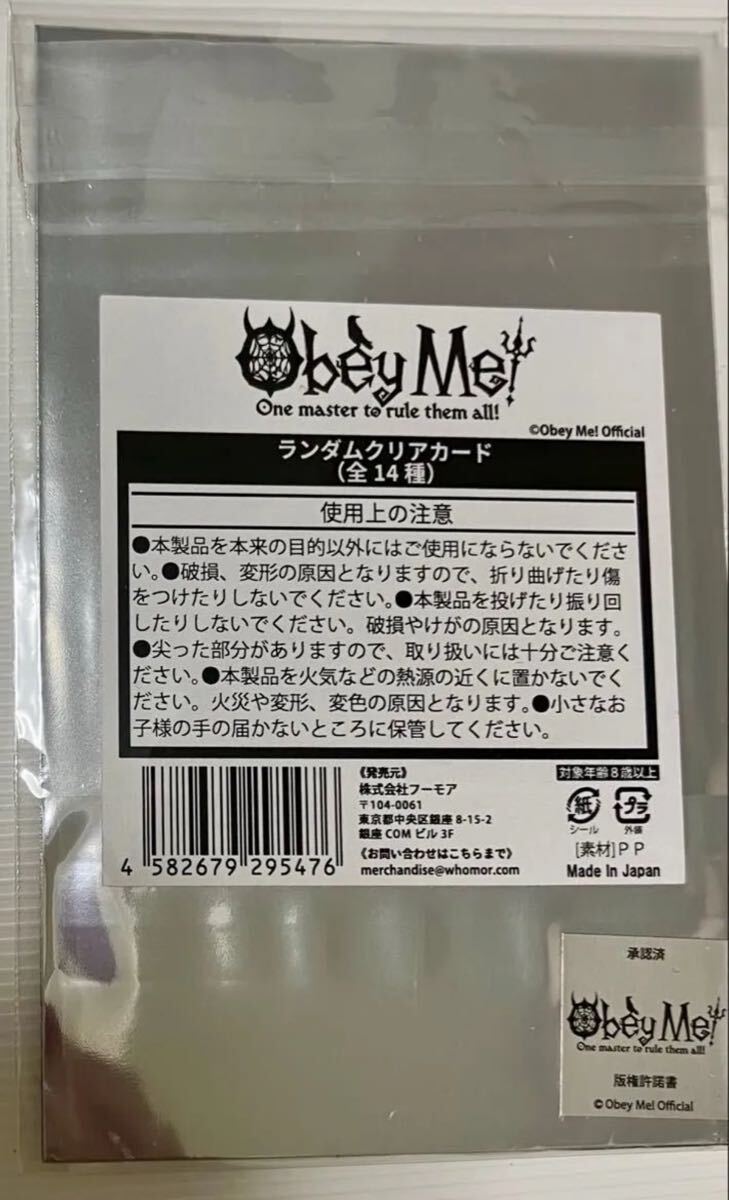 Obey Me!
One master to rule them all!
©Obey Me! Official
ランダムクリアカード
（全14種）
使用上の注意
●本製品を本来の目的以外にはご使用にならないでくださ
い。●破損、変形の原因となりますので、折り曲げたり傷
をつけたりしないでください。●本製品を投げたり振り回
したりしないでください。破損やけがの原因となります。
●尖った部分がありますので、取り扱いには十分ご注意く
ださい。●本製品を火気などの熱源の近くに置かないでく
ださい。火災や変形、変色の原因となります。●小さなお
子様の手の届かないところに保管してください。
4 582679 295476
《発売元》
株式会社フーモア
〒104-0061
東京都中央区銀座 8-15-2
銀座 COM ビル 3F
《お問い合わせはこちらまで》
merchandise@whomor.com
対象年齢8歳以上
紙
シール
プラ
外装
[素材]PP
Made In Japan
承認済
Obey Me!
One master to rule them all!
版権許諾書
© Obey Me! Official